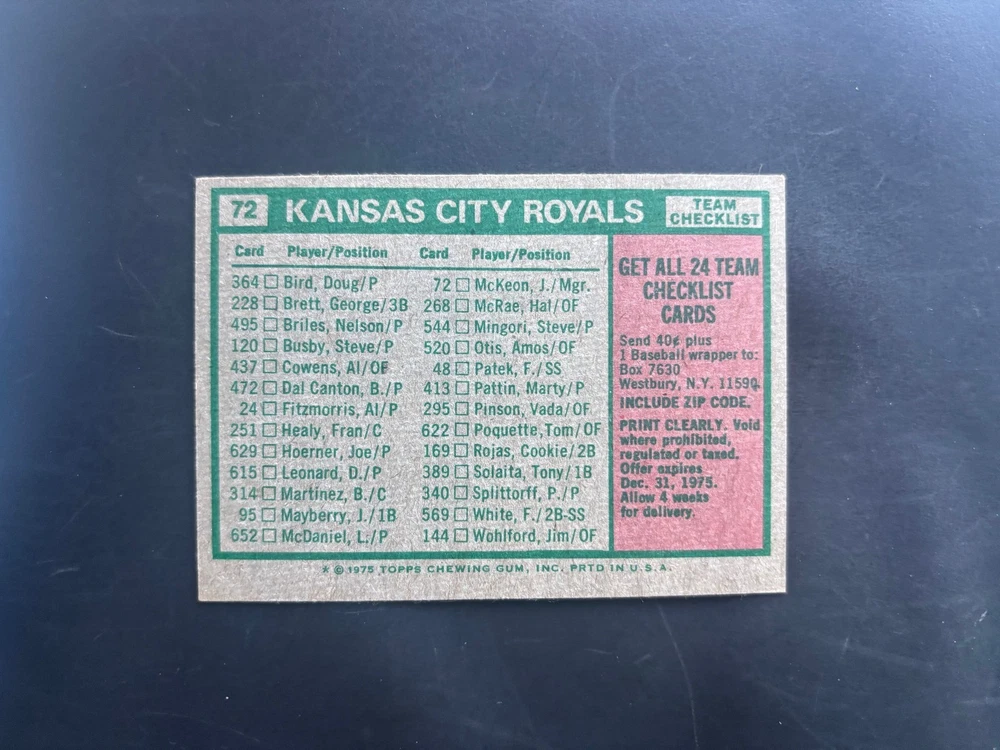 72 KANSAS CITY ROYALS TEAM CHECKLIST
Card Player/Position Card Player/Position
364 □ Bird, Doug/P 72 □ McKeon, J./Mgr.
228 □ Brett, George/3B 268 □ McRae, Hal/OF
495 □ Briles, Nelson/P 544 □ Mingori, Steve/P
120 □ Busby, Steve/P 520 □ Otis, Amos/OF
437 □ Cowens, Al/OF 48 □ Patek, F./SS
472 □ Dal Canton, B./P 413 □ Pattin, Marty/P
24 □ Fitzmorris, Al/P 295 □ Pinson, Vada/OF
251 □ Healy, Fran/C 622 □ Poquette, Tom/OF
629 □ Hoerner, Joe/P 169 □ Rojas, Cookie/2B
615 □ Leonard, D./P 389 □ Solaita, Tony/1B
314 □ Martinez, B./C 340 □ Splittorff, P./P
95 □ Mayberry, J./1B 569 □ White, F./2B-SS
652 □ McDaniel, L./P 144 □ Wohlford, Jim/OF
GET ALL 24 TEAM
CHECKLIST
CARDS
Send 40¢ plus
1 Baseball wrapper to:
Box 7630
Westbury, N.Y. 11590.
INCLUDE ZIP CODE.
PRINT CLEARLY. Void
where prohibited,
regulated or taxed.
Offer expires
Dec. 31, 1975.
Allow 4 weeks
for delivery.
* © 1975 TOPPS CHEWING GUM, INC. PRTD IN U.S.A.